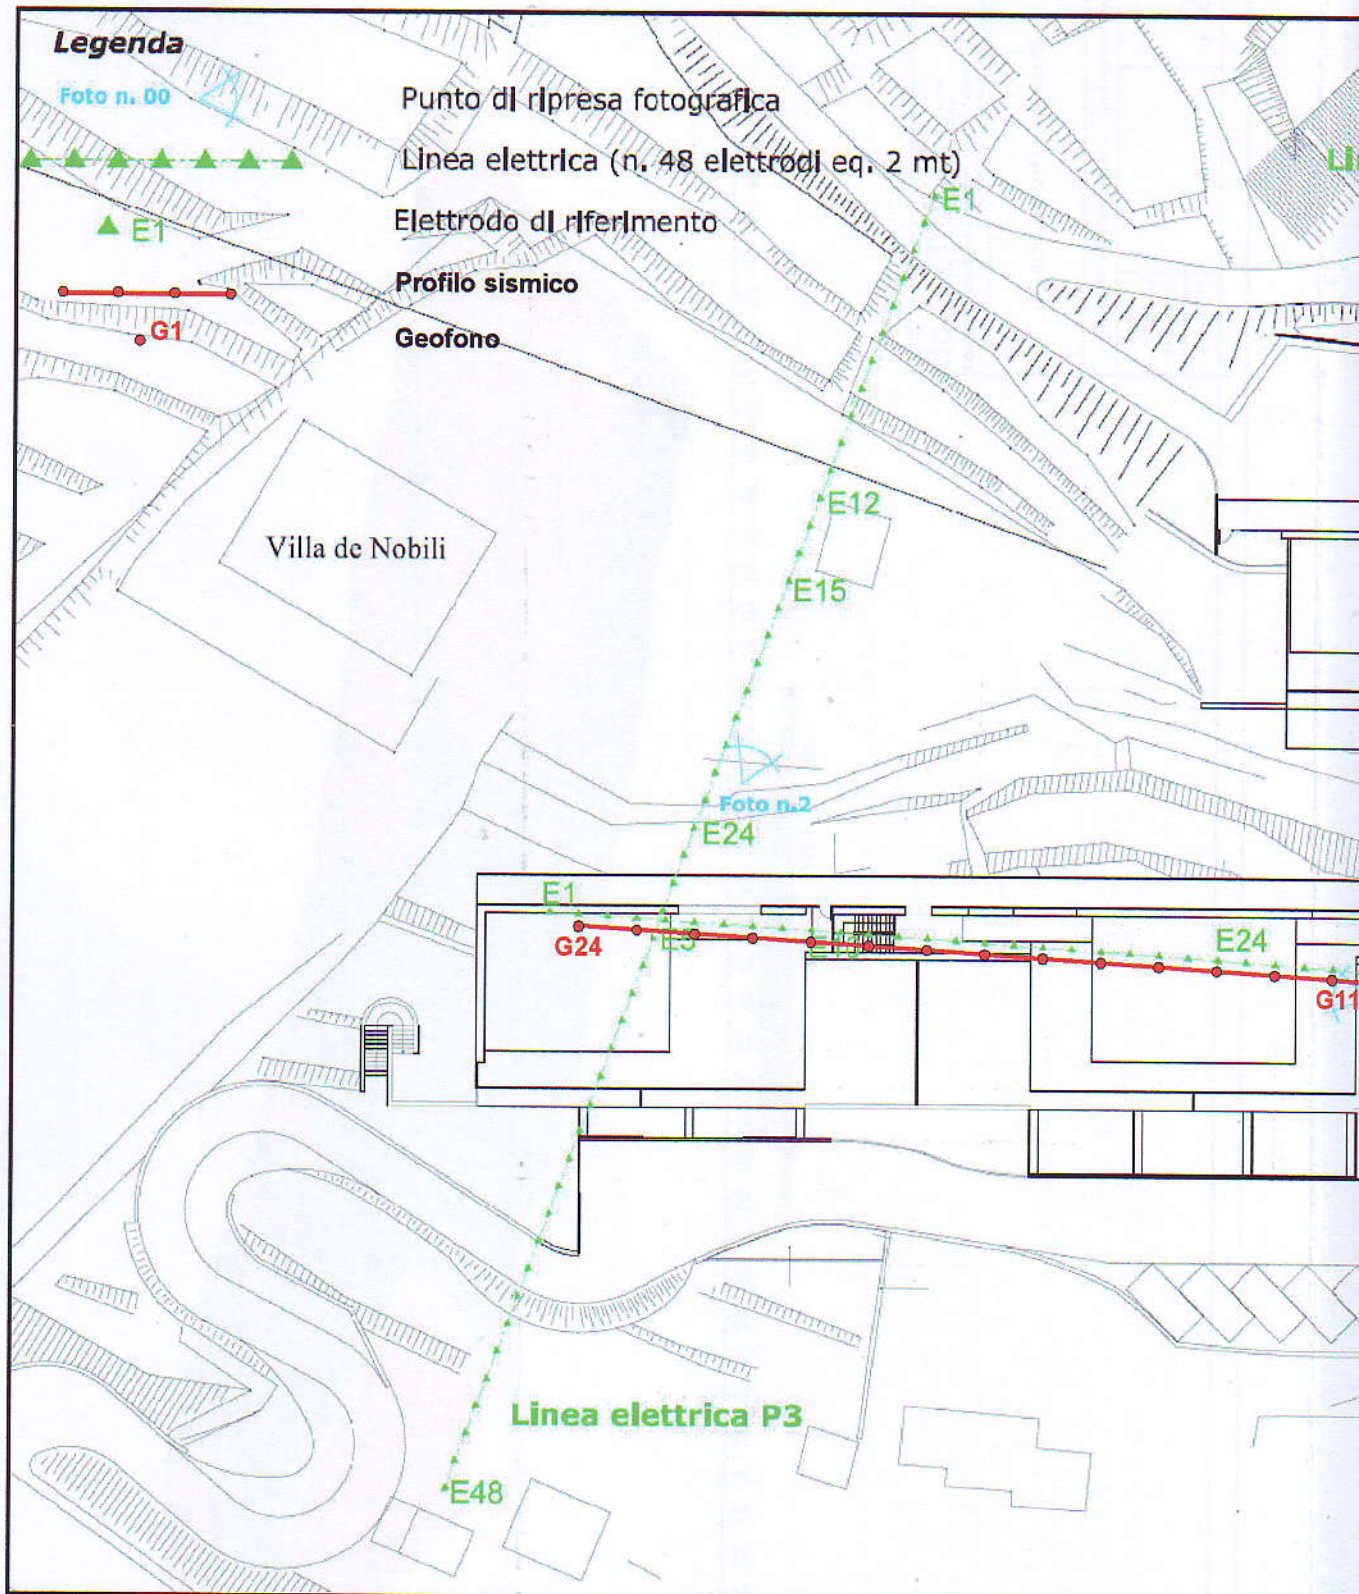 Legenda
Foto n. 00
Punto di ripresa fotografica
Linea elettrica (n. 48 elettrodi eq. 2 mt)
E1
Elettrodo di riferimento
Profilo sismico
G1
Geofono
E1
E12
Villa de Nobili
E15
Foto n.2
E24
E1
G24
E24
G11
Linea elettrica P3
E48